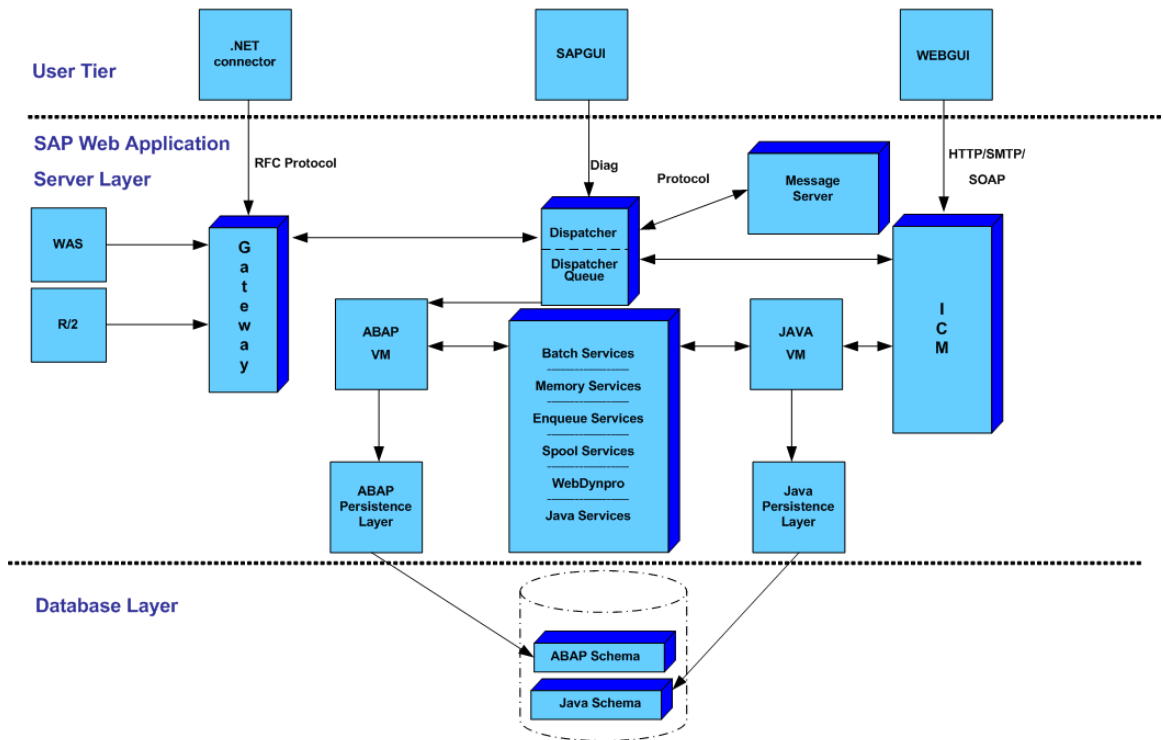 .NET
connector
SAPGUI
WEBGUI
User Tier
SAP Web Application
Server Layer
RFC Protocol
Diag
Protocol
HTTP/SMTP/
SOAP
Message
Server
WAS
R/2
G
a
t
e
w
a
y
Dispatcher
Dispatcher
Queue
ABAP
VM
JAVA
VM
I
C
M
Batch Services
Memory Services
Enqueue Services
Spool Services
WebDynpro
Java Services
ABAP
Persistence
Layer
Java
Persistence
Layer
Database Layer
ABAP Schema
Java Schema